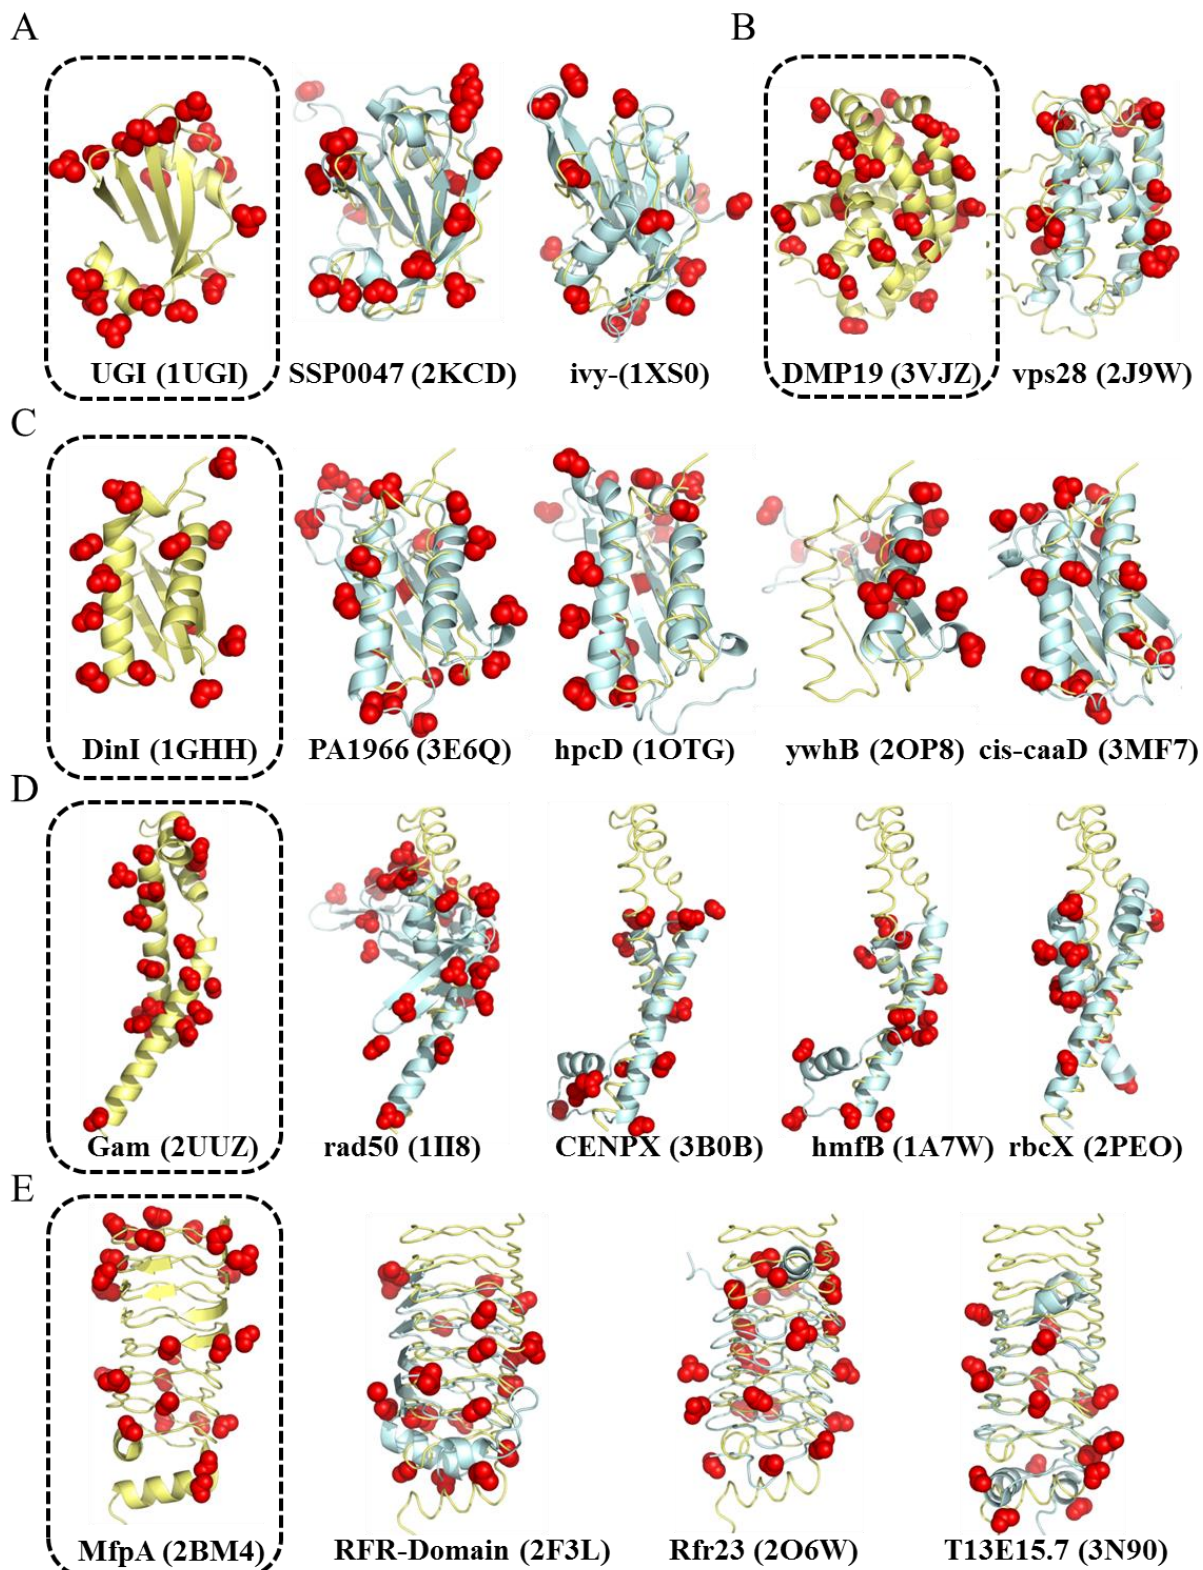 A
B
UGI (1UGI)
SSP0047 (2KCD)
ivy-(1XS0)
DMP19 (3VJZ)
vps28 (2J9W)
C
DinI (1GHH)
PA1966 (3E6Q)
hpcD (1OTG)
ywhB (2OP8)
cis-caaD (3MF7)
D
Gam (2UUZ)
rad50 (1II8)
CENPX (3B0B)
hmfB (1A7W)
rbcX (2PEO)
E
MfpA (2BM4)
RFR-Domain (2F3L)
Rfr23 (2O6W)
T13E15.7 (3N90)